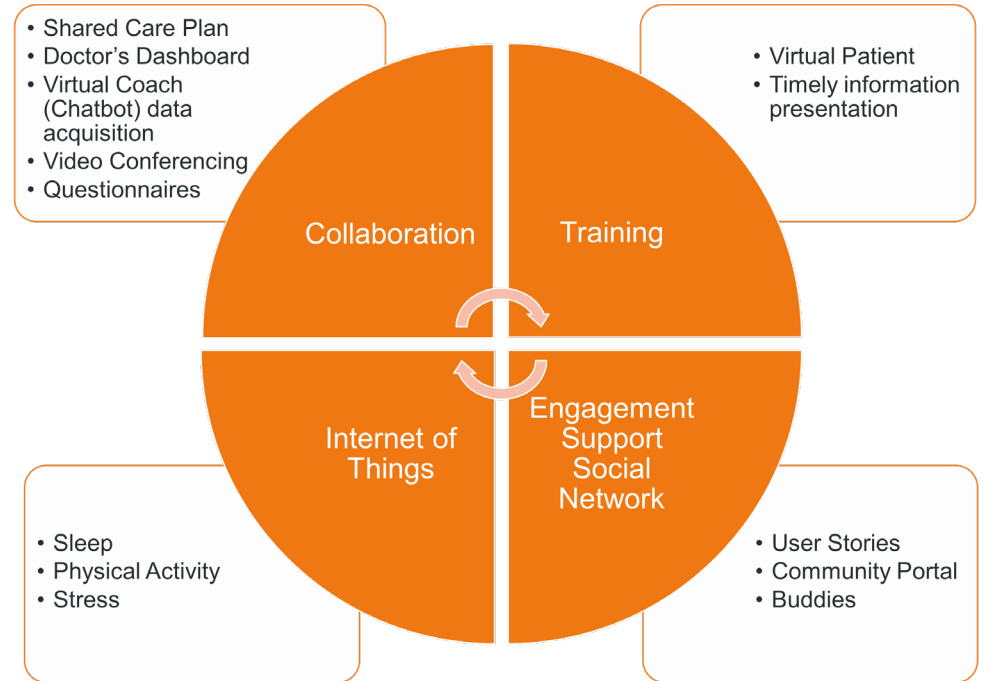 • Shared Care Plan
• Doctor’s Dashboard
• Virtual Coach
(Chatbot) data
acquisition
• Video Conferencing
• Questionnaires
• Virtual Patient
• Timely information
presentation
Collaboration
Training
Internet of
Things
Engagement
Support
Social
Network
• Sleep
• Physical Activity
• Stress
• User Stories
• Community Portal
• Buddies